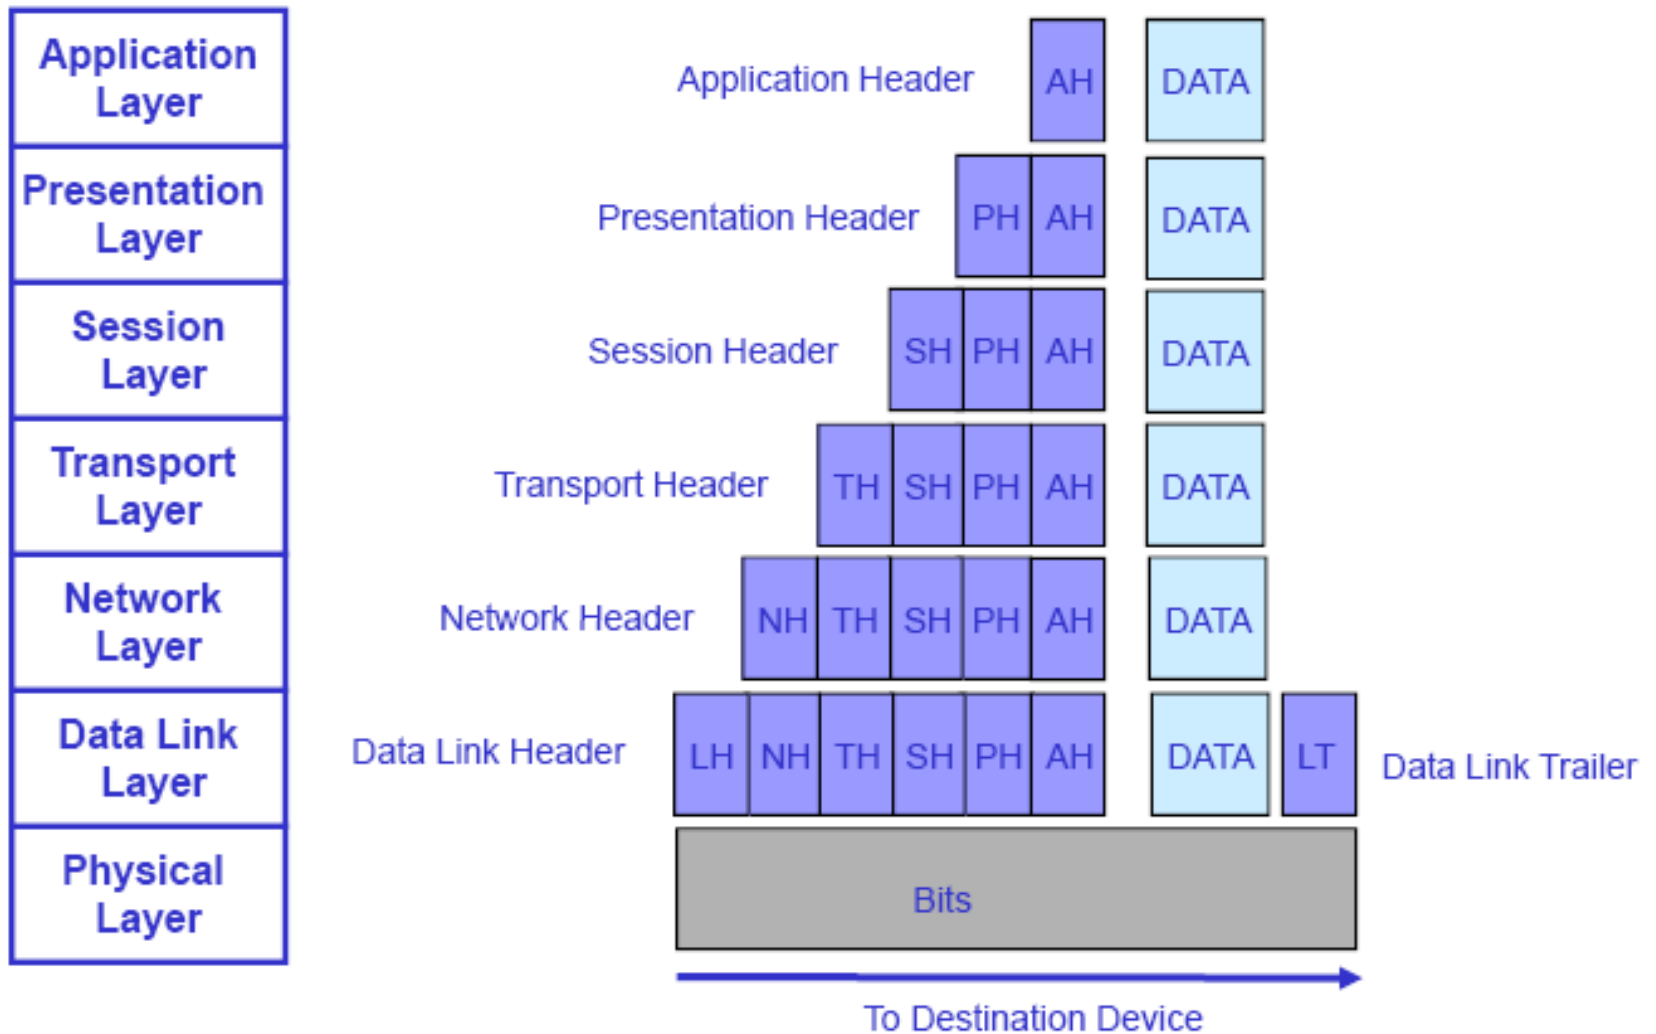 Application
Layer
Application Header
AH
DATA
Presentation
Layer
Presentation Header
PH
AH
DATA
Session
Layer
Session Header
SH
PH
AH
DATA
Transport
Layer
Transport Header
TH
SH
PH
AH
DATA
Network
Layer
Network Header
NH
TH
SH
PH
AH
DATA
Data Link
Layer
Data Link Header
LH
NH
TH
SH
PH
AH
DATA
LT
Data Link Trailer
Physical
Layer
Bits
To Destination Device